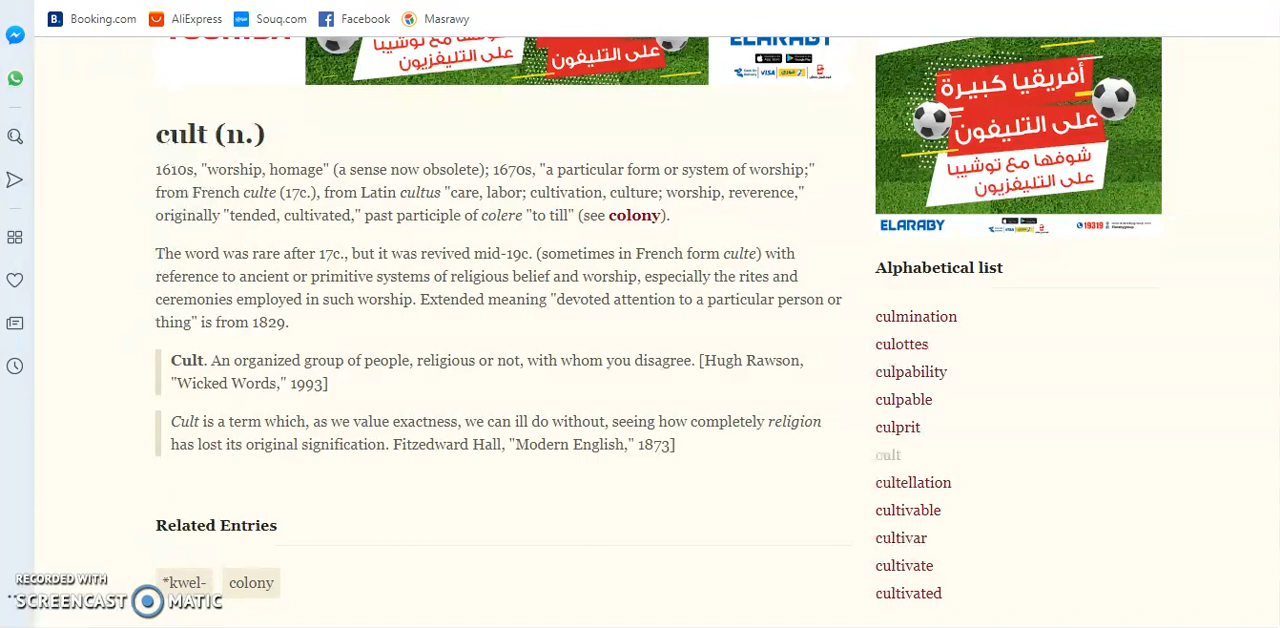 Booking.com AliExpress Souq.com Facebook Masrawy
شوفها مع توشيبا
على التليفزيون
على التليفون
ELARABY
VISA
cult (n.)
1610s, "worship, homage" (a sense now obsolete); 1670s, "a particular form or system of worship;"
from French culte (17c.), from Latin cultus "care, labor; cultivation, culture; worship, reverence,"
originally "tended, cultivated," past participle of colere "to till" (see colony).
The word was rare after 17c., but it was revived mid-19c. (sometimes in French form culte) with
reference to ancient or primitive systems of religious belief and worship, especially the rites and
ceremonies employed in such worship. Extended meaning "devoted attention to a particular person or
thing" is from 1829.
Cult. An organized group of people, religious or not, with whom you disagree. [Hugh Rawson,
"Wicked Words," 1993]
Cult is a term which, as we value exactness, we can ill do without, seeing how completely religion
has lost its original signification. Fitzedward Hall, "Modern English," 1873]
Related Entries
*kwel- colony
أفريقيا كبيرة
على التليفون
شوفها مع توشيبا
على التليفزيون
ELARABY
VISA
19319
Alphabetical list
culmination
culottes
culpability
culpable
culprit
cult
cultellation
cultivable
cultivar
cultivate
cultivated
RECORDED WITH
SCREENCAST MATIC